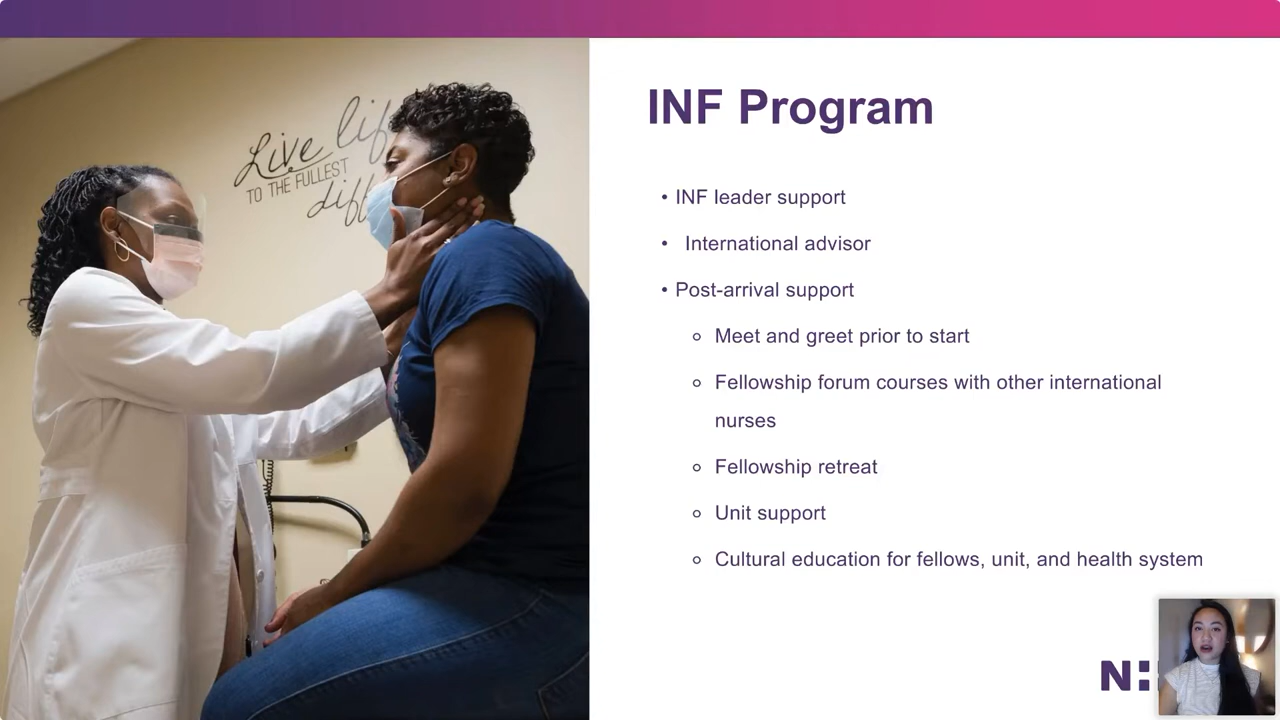 INF Program
Live life
TO THE FULLEST
• INF leader support
• International advisor
• Post-arrival support
○ Meet and greet prior to start
○ Fellowship forum courses with other international
nurses
○ Fellowship retreat
○ Unit support
○ Cultural education for fellows, unit, and health system